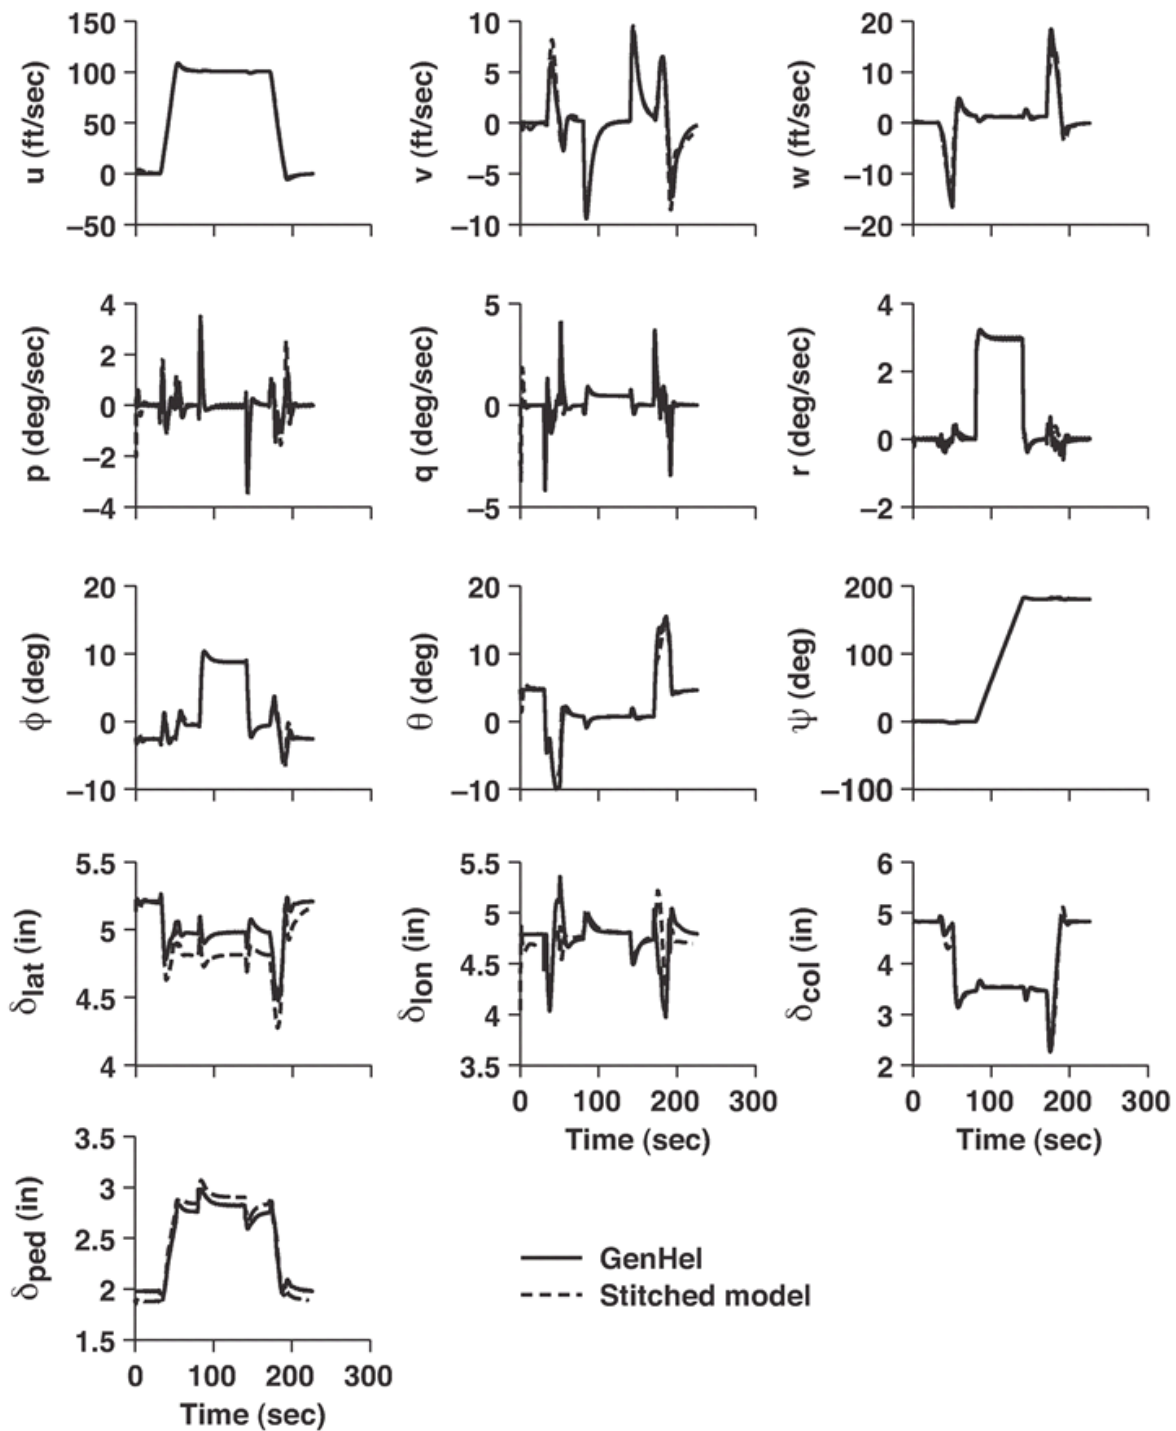 u (ft/sec)
150
100
50
0
−50
v (ft/sec)
10
5
0
−5
−10
w (ft/sec)
20
10
0
−10
−20
p (deg/sec)
4
2
0
−2
−4
q (deg/sec)
5
0
−5
r (deg/sec)
4
2
0
−2
ϕ (deg)
20
10
0
−10
θ (deg)
20
10
0
−10
ψ (deg)
200
100
0
−100
δlat (in)
5.5
5
4.5
4
δlon (in)
5.5
5
4.5
4
3.5
0 100 200 300
Time (sec)
δcol (in)
6
5
4
3
2
0 100 200 300
Time (sec)
δped (in)
3.5
3
2.5
2
1.5
0 100 200 300
Time (sec)
GenHel
Stitched model